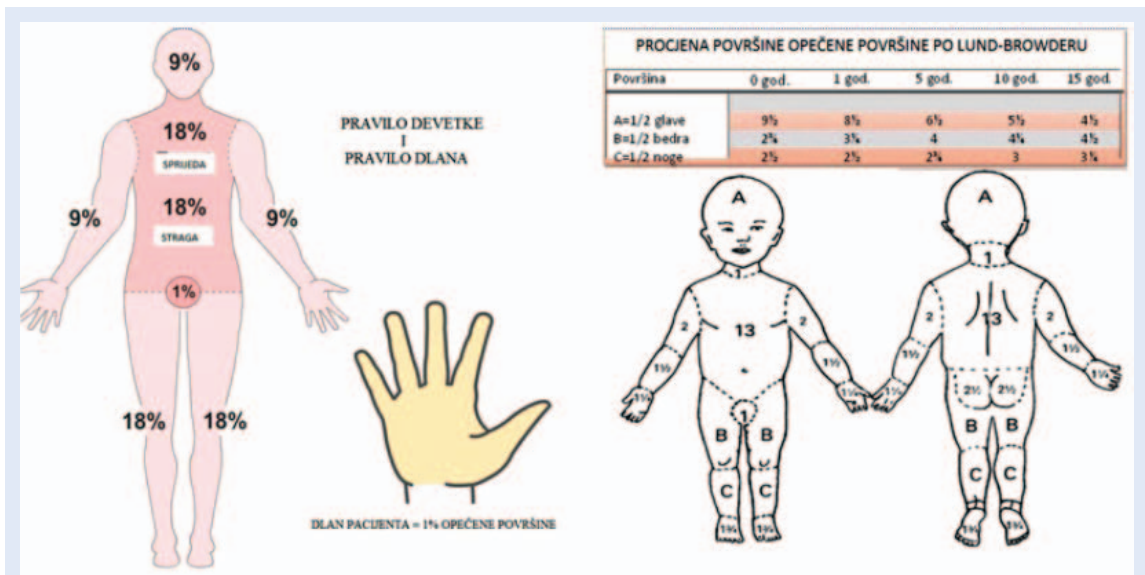 9%
18%
SPRIJEDA
18%
STRAGA
9%
9%
1%
18%
18%
PRAVILO DEVETKE
I
PRAVILO DLANA
DLAN PACIJENTA = 1% OPEČENE POVRŠINE
PROCJENA POVRŠINE OPEČENE POVRŠINE PO LUND-BROWDERU
Površina 0 god. 1 god. 5 god. 10 god. 15 god.
A=1/2 glave 9½ 8½ 6½ 5½ 4½
B=1/2 bedra 2¾ 3¼ 4 4¼ 4½
C=1/2 noge 2½ 2½ 2¾ 3 3¼
A
1
2
13
2
1½
1½
1¼
1¼
1
B
B
C
C
1¾
1¾
A
1
2
13
2
1½
1½
1¼
1¼
2½
2½
B
B
C
C
1¾
1¾